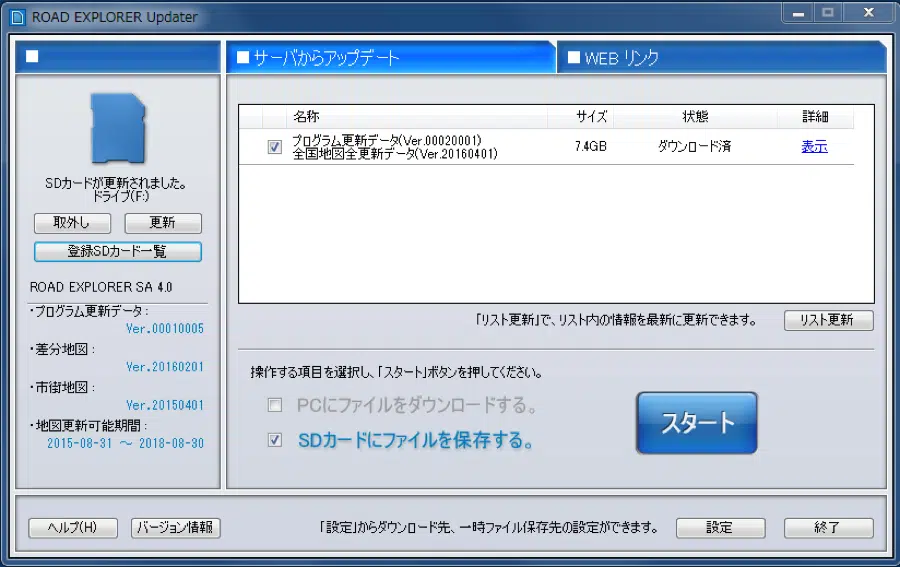 ROAD EXPLORER Updater
サーバからアップデート
WEB リンク
SDカードが更新されました。
ドライブ(F:)
取外し
更新
登録SDカード一覧
ROAD EXPLORER SA 4.0
・プログラム更新データ:
Ver.00010005
・差分地図:
Ver.20160201
・市街地図:
Ver.20150401
・地図更新可能期間:
2015-08-31 ～ 2018-08-30
名称
サイズ
状態
詳細
プログラム更新データ(Ver.00020001)
全国地図全更新データ(Ver.20160401)
7.4GB
ダウンロード済
表示
「リスト更新」で、リスト内の情報を最新に更新できます。
リスト更新
操作する項目を選択し、「スタート」ボタンを押してください。
PCにファイルをダウンロードする。
SDカードにファイルを保存する。
スタート
ヘルプ(H)
バージョン情報
「設定」からダウンロード先、一時ファイル保存先の設定ができます。
設定
終了